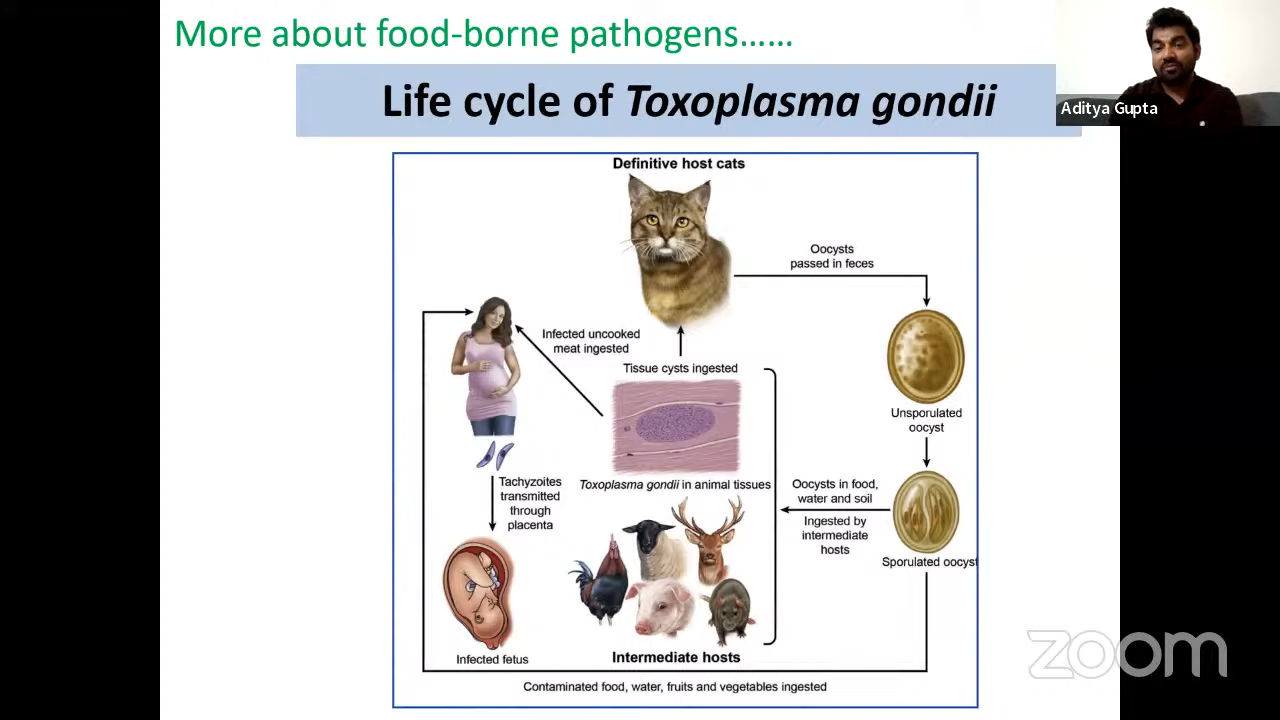 More about food-borne pathogens......
Life cycle of Toxoplasma gondii
Aditya Gupta
Definitive host cats
Oocysts
passed in feces
Infected uncooked
meat ingested
Tissue cysts ingested
Unsporulated
oocyst
Tachyzoites
transmitted
through
placenta
Toxoplasma gondii in animal tissues
Oocysts in food,
water and soil
Ingested by
intermediate
hosts
Sporulated oocyst
Infected fetus
Intermediate hosts
Contaminated food, water, fruits and vegetables ingested
zoom